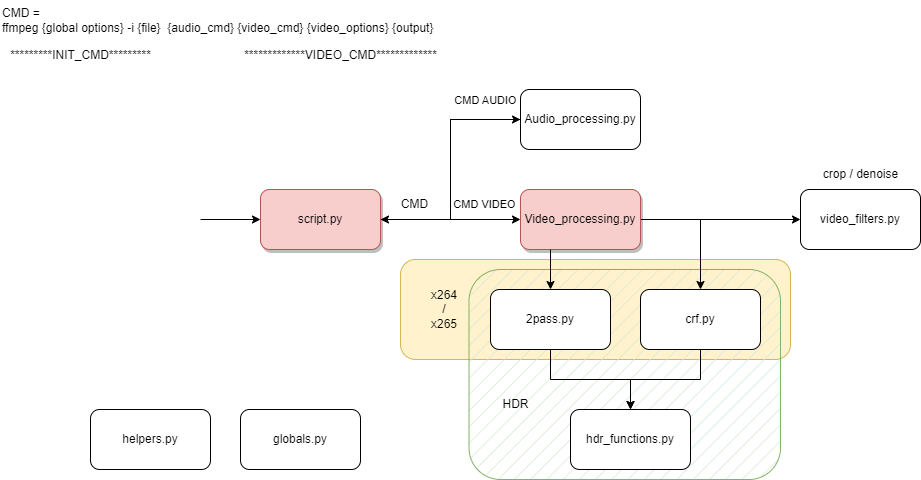 CMD =
ffmpeg {global options} -i {file}  {audio_cmd} {video_cmd} {video_options} {output}
*********INIT_CMD********* *************VIDEO_CMD*************
CMD AUDIO
Audio_processing.py
crop / denoise
script.py
CMD
CMD VIDEO
Video_processing.py
video_filters.py
x264
/
x265
2pass.py
crf.py
HDR
helpers.py
globals.py
hdr_functions.py